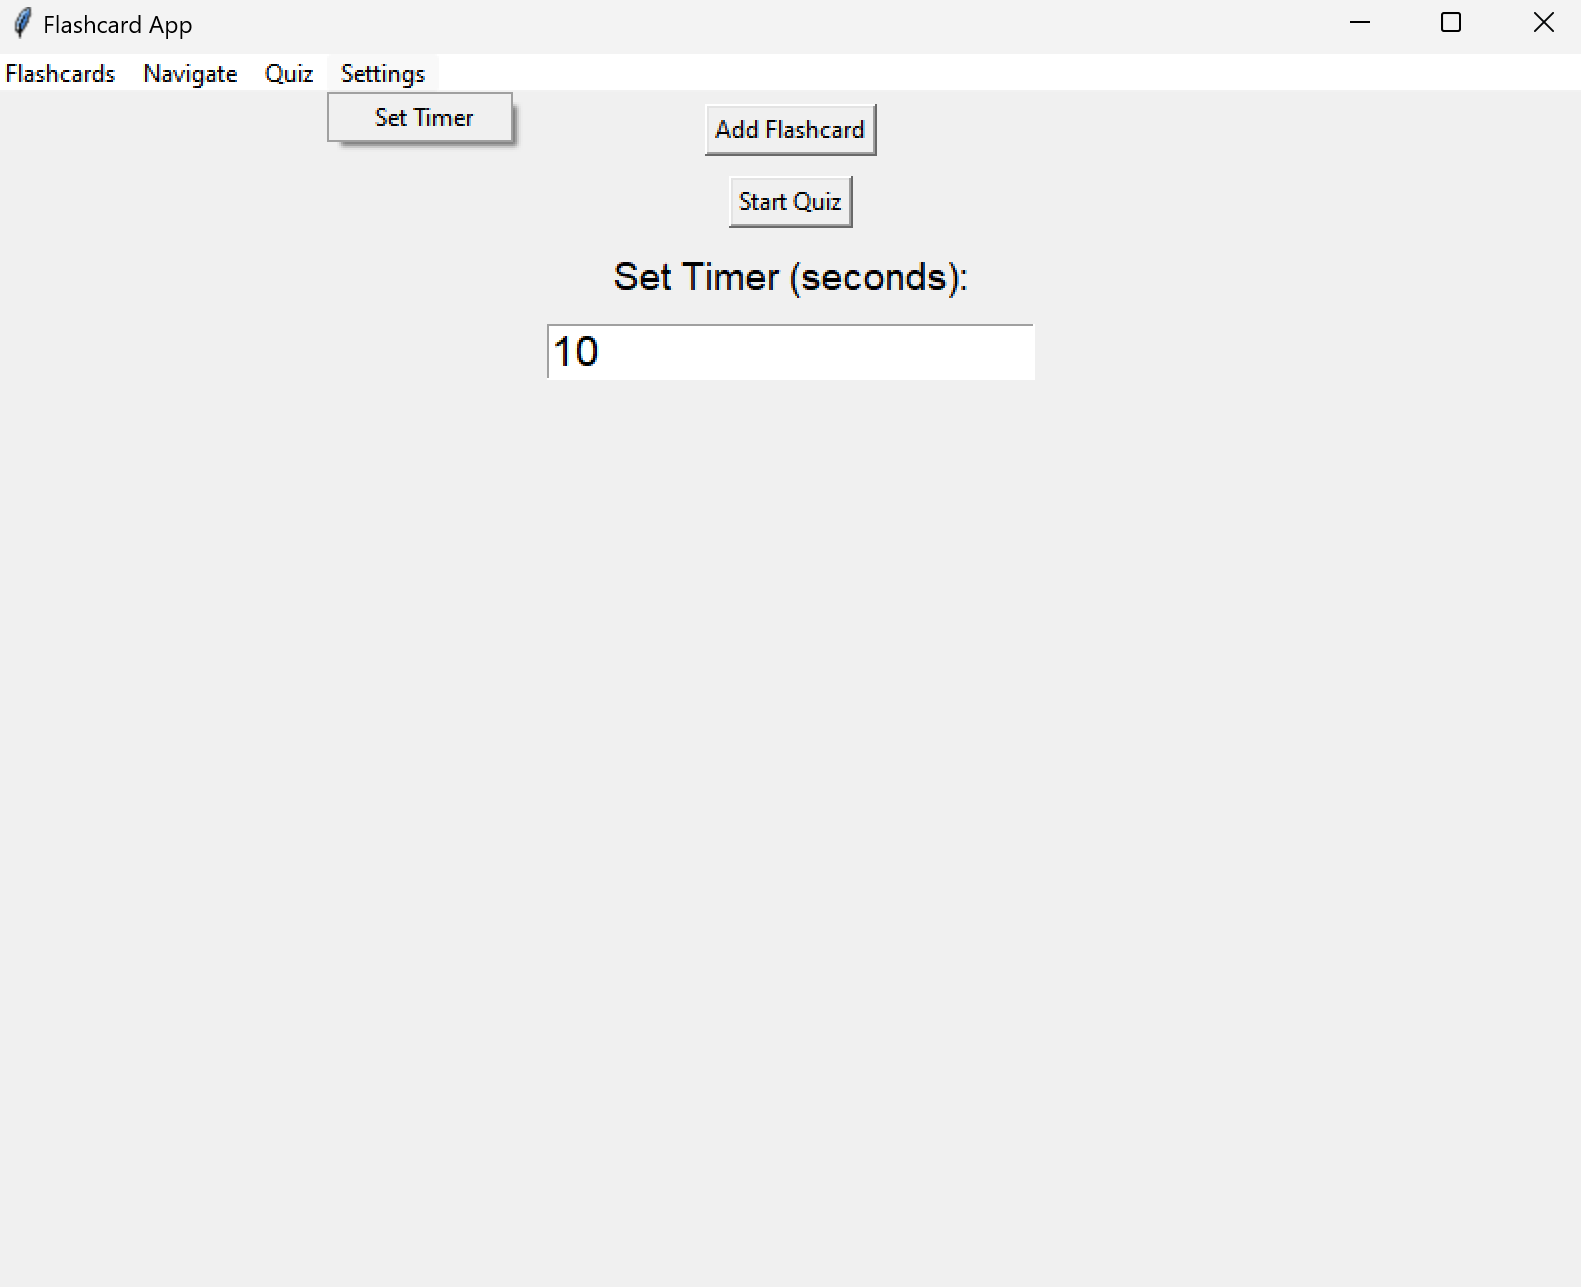 Flashcard App
Flashcards Navigate Quiz Settings
Set Timer
Add Flashcard
Start Quiz
Set Timer (seconds):
10